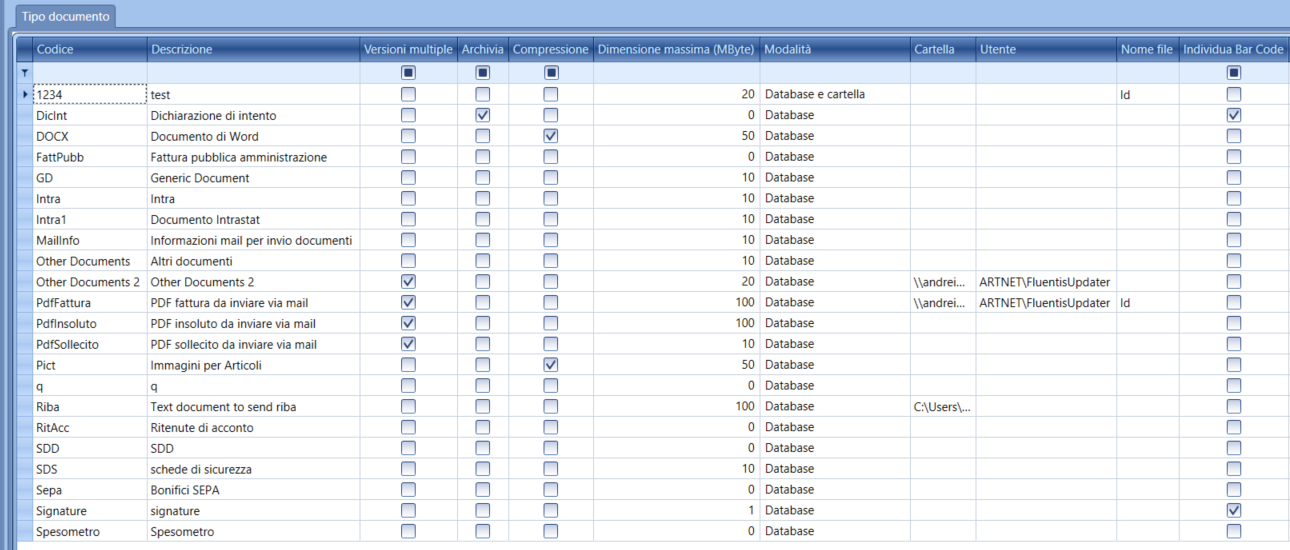 Tipo documento
Codice Descrizione Versioni multiple Archivia Compressione Dimensione massima (MByte) Modalità Cartella Utente Nome file Individua Bar Code
1234 test 20 Database e cartella Id
DicInt Dichiarazione di intento 0 Database
DOCX Documento di Word 50 Database
FattPubb Fattura pubblica amministrazione 0 Database
GD Generic Document 10 Database
Intra Intra 10 Database
Intra1 Documento Intrastat 10 Database
MailInfo Informazioni mail per invio documenti 10 Database
Other Documents Altri documenti 10 Database
Other Documents 2 Other Documents 2 20 Database \\andrei... ARTNET\FluentisUpdater
PdfFattura PDF fattura da inviare via mail 100 Database \\andrei... ARTNET\FluentisUpdater Id
PdfInsoluto PDF insoluto da inviare via mail 100 Database
PdfSollecito PDF sollecito da inviare via mail 10 Database
Pict Immagini per Articoli 50 Database
q q 0 Database
Riba Text document to send riba 100 Database C:\Users\...
RitAcc Ritenute di acconto 0 Database
SDD SDD 0 Database
SDS schede di sicurezza 10 Database
Sepa Bonifici SEPA 0 Database
Signature signature 1 Database
Spesometro Spesometro 0 Database